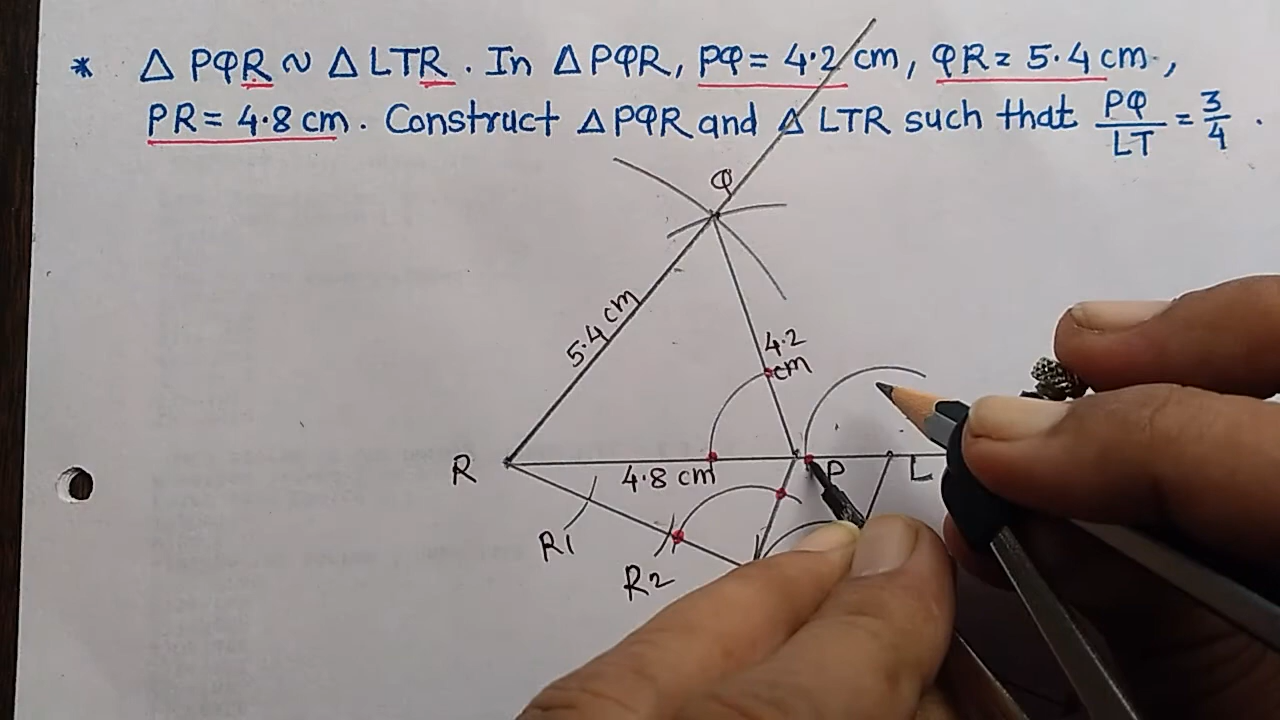 * △ PQR ~ △ LTR . In △ PQR, PQ = 4.2 cm, QR = 5.4 cm.,
PR = 4.8 cm. Construct △ PQR and △ LTR such that PQ/LT = 3/4 .
Q
5.4 cm
4.2
cm
R
4.8 cm
P
L
R1
R2